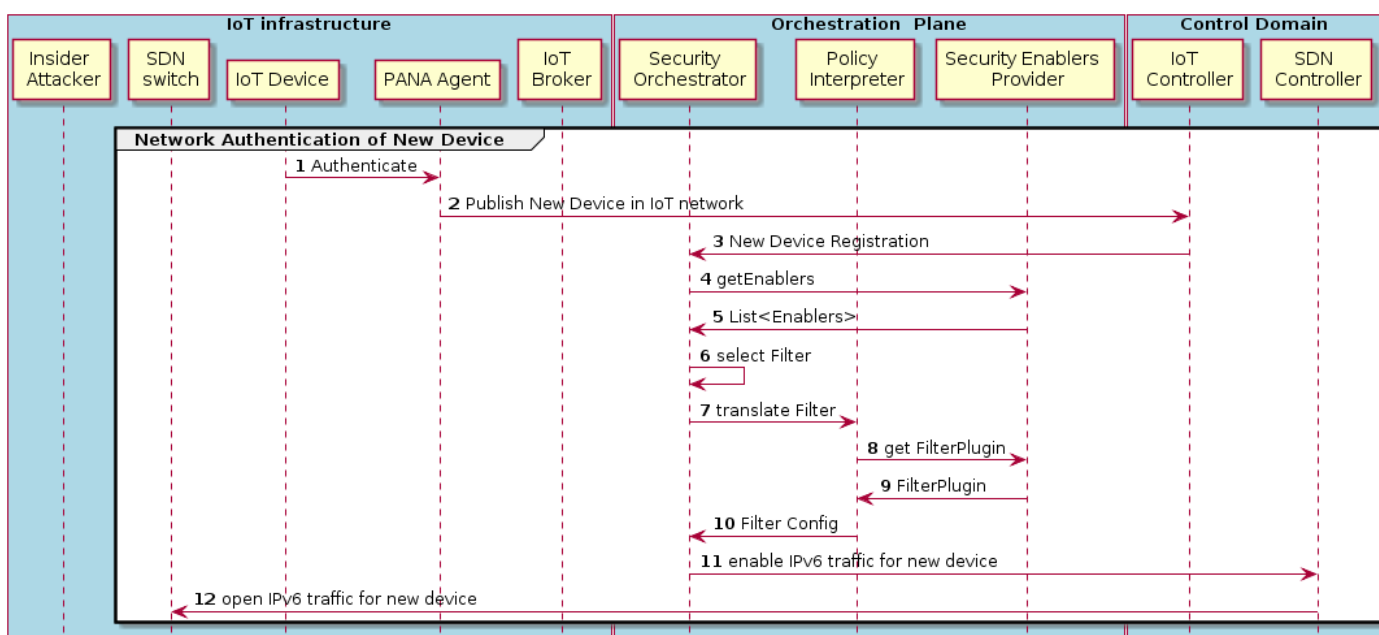 IoT infrastructure
Orchestration  Plane
Control Domain
Insider
Attacker
SDN
switch
IoT Device
PANA Agent
IoT
Broker
Security
Orchestrator
Policy
Interpreter
Security Enablers
Provider
IoT
Controller
SDN
Controller
Network Authentication of New Device
1 Authenticate
2 Publish New Device in IoT network
3 New Device Registration
4 getEnablers
5 List<Enablers>
6 select Filter
7 translate Filter
8 get FilterPlugin
9 FilterPlugin
10 Filter Config
11 enable IPv6 traffic for new device
12 open IPv6 traffic for new device